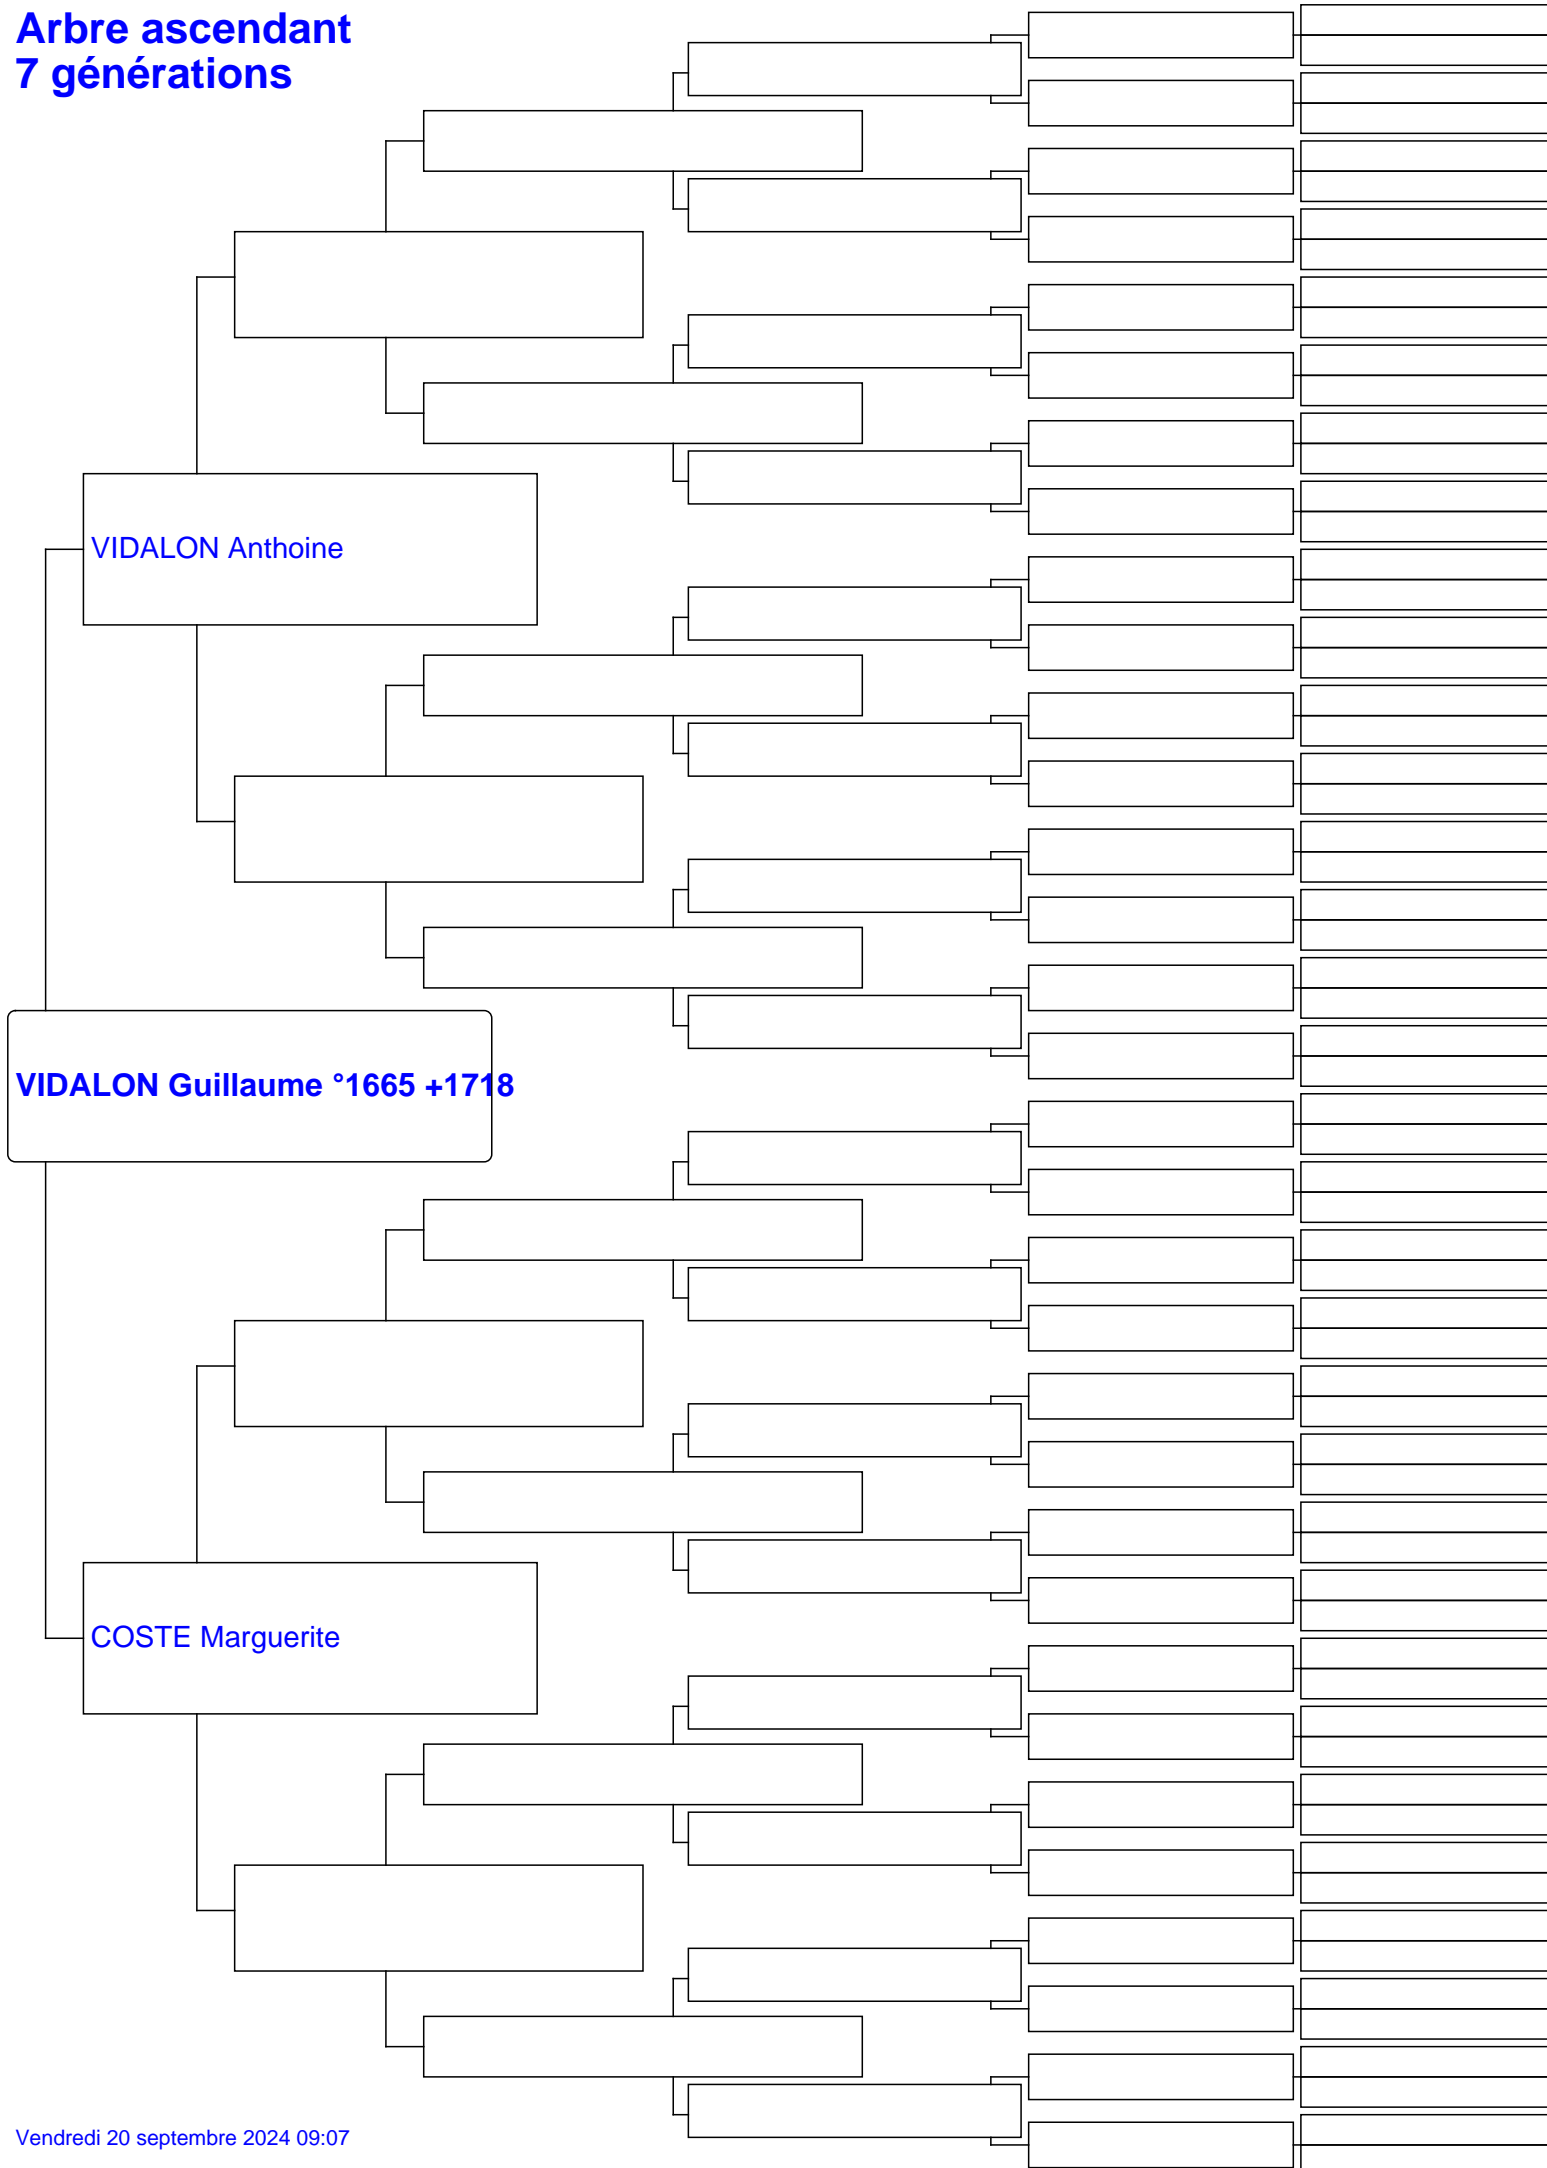 Arbre ascendant
7 générations
VIDALON Anthoine
VIDALON Guillaume °1665 +1718
COSTE Marguerite
Vendredi 20 septembre 2024 09:07